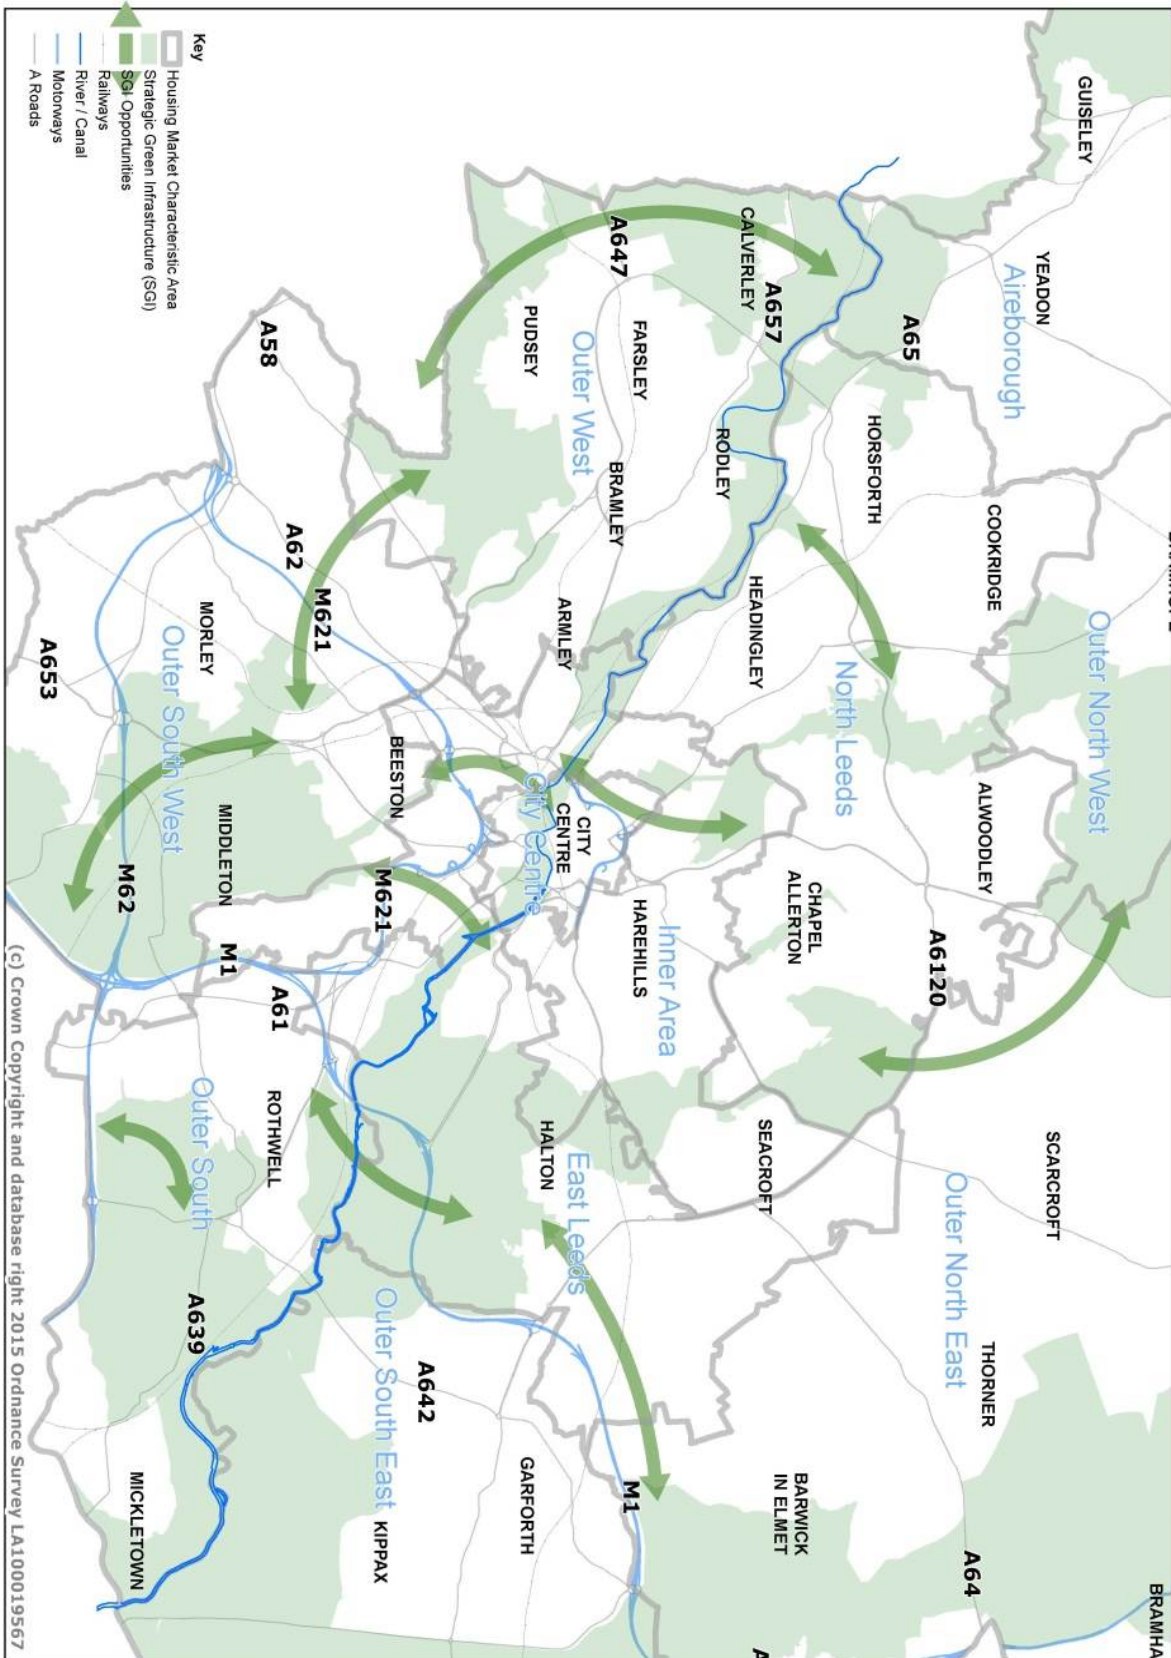 Key
Housing Market Characteristic Area
Strategic Green Infrastructure (SGI)
SGI Opportunities
Railways
River / Canal
Motorways
A Roads
GUISELEY
YEADON
Aireborough
A65
CALVERLEY
A657
A647
HORSFORTH
COOKRIDGE
Outer North West
FARSLEY
PUDSEY
Outer West
RODLEY
BRAMLEY
A58
A62
M621
MORLEY
A653
Outer South West
ARMLEY
HEADINGLEY
North Leeds
ALWOODLEY
BEESTON
City Centre
CITY
CENTRE
CHAPEL
ALLERTON
HAREHILLS
Inner Area
A6120
MIDDLETON
M62
M621
M1
A61
ROTHWELL
Outer South
HALTON
East Leeds
SEACROFT
SCARCROFT
Outer North East
THORNER
A639
Outer South East
A642
GARFORTH
KIPPAX
MICKLETOWN
M1
BARWICK
IN ELMET
A64
BRAMHA
(c) Crown Copyright and database right 2015 Ordnance Survey LA100019567